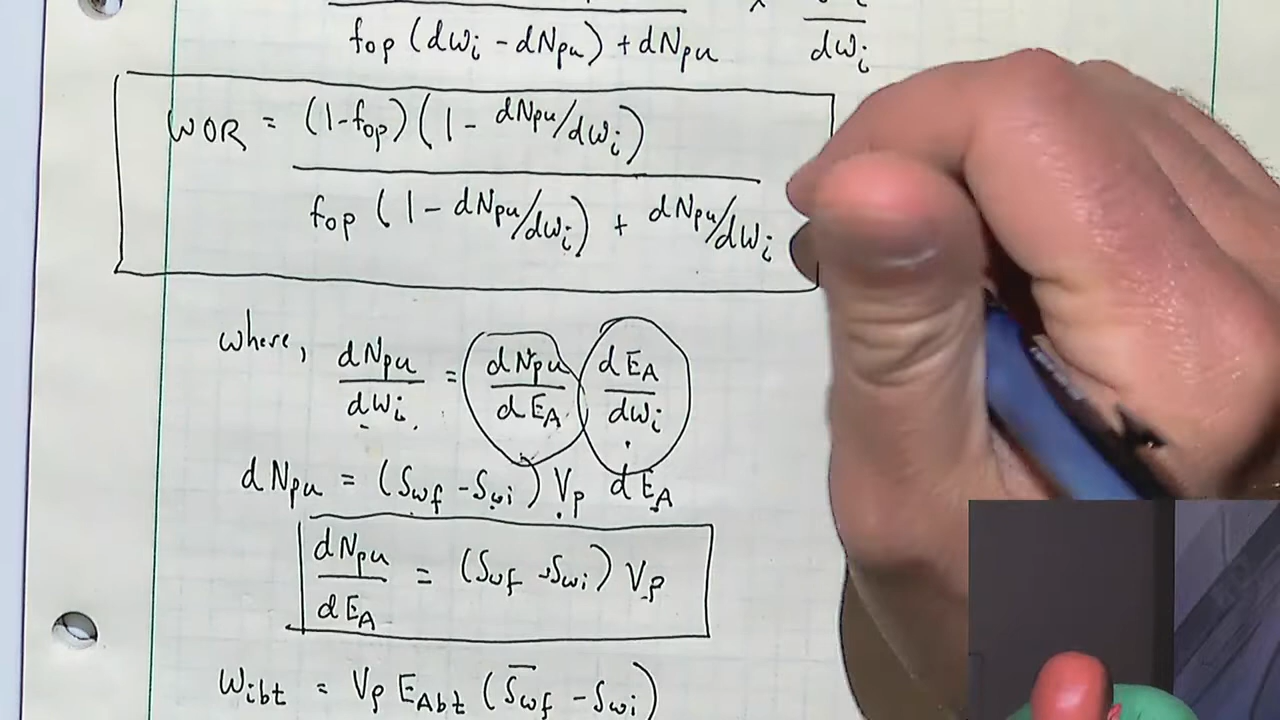 fop (dWi - dNpu) + dNpu
dWi
WOR = (1-fop)(1 - dNpu/dWi)
fop (1 - dNpu/dWi) + dNpu/dWi
where, dNpu/dWi = dNpu/dEA dEA/dWi
dNpu = (Swf - Swi) Vp dEA
dNpu/dEA = (Swf - Swi) Vp
Wibt = Vp EAbt (S̅wf - Swi)